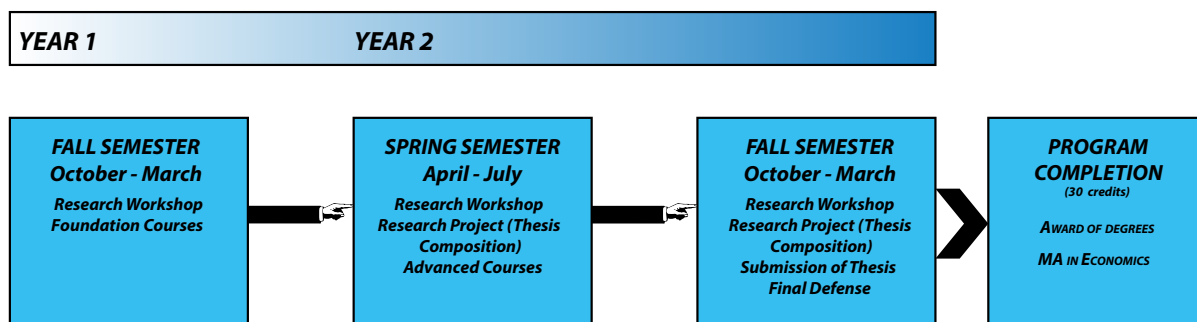 YEAR 1
YEAR 2
FALL SEMESTER
October - March
Research Workshop
Foundation Courses
SPRING SEMESTER
April - July
Research Workshop
Research Project (Thesis
Composition)
Advanced Courses
FALL SEMESTER
October - March
Research Workshop
Research Project (Thesis
Composition)
Submission of Thesis
Final Defense
PROGRAM
COMPLETION
(30 credits)
AWARD OF DEGREES
MA IN ECONOMICS